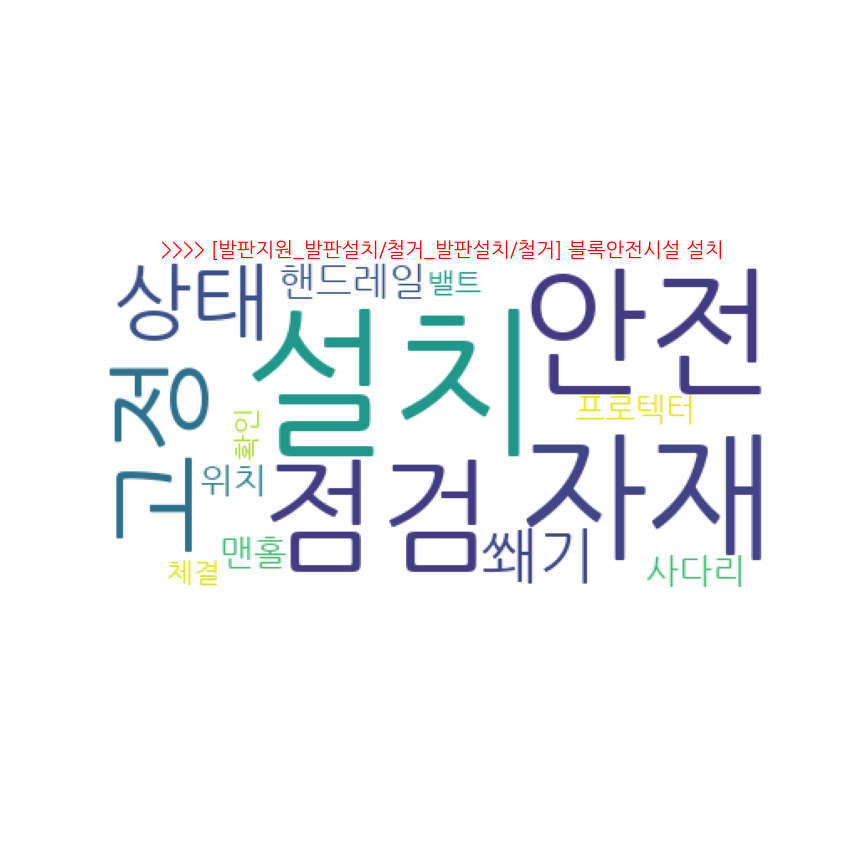 >>>> [발판지원_발판설치/철거_발판설치/철거] 블록안전시설 설치
상태
핸드레일
밸트
안전
설치
고정
프로텍터
확인
위치
점검
자재
맨홀
쐐기
체결
사다리